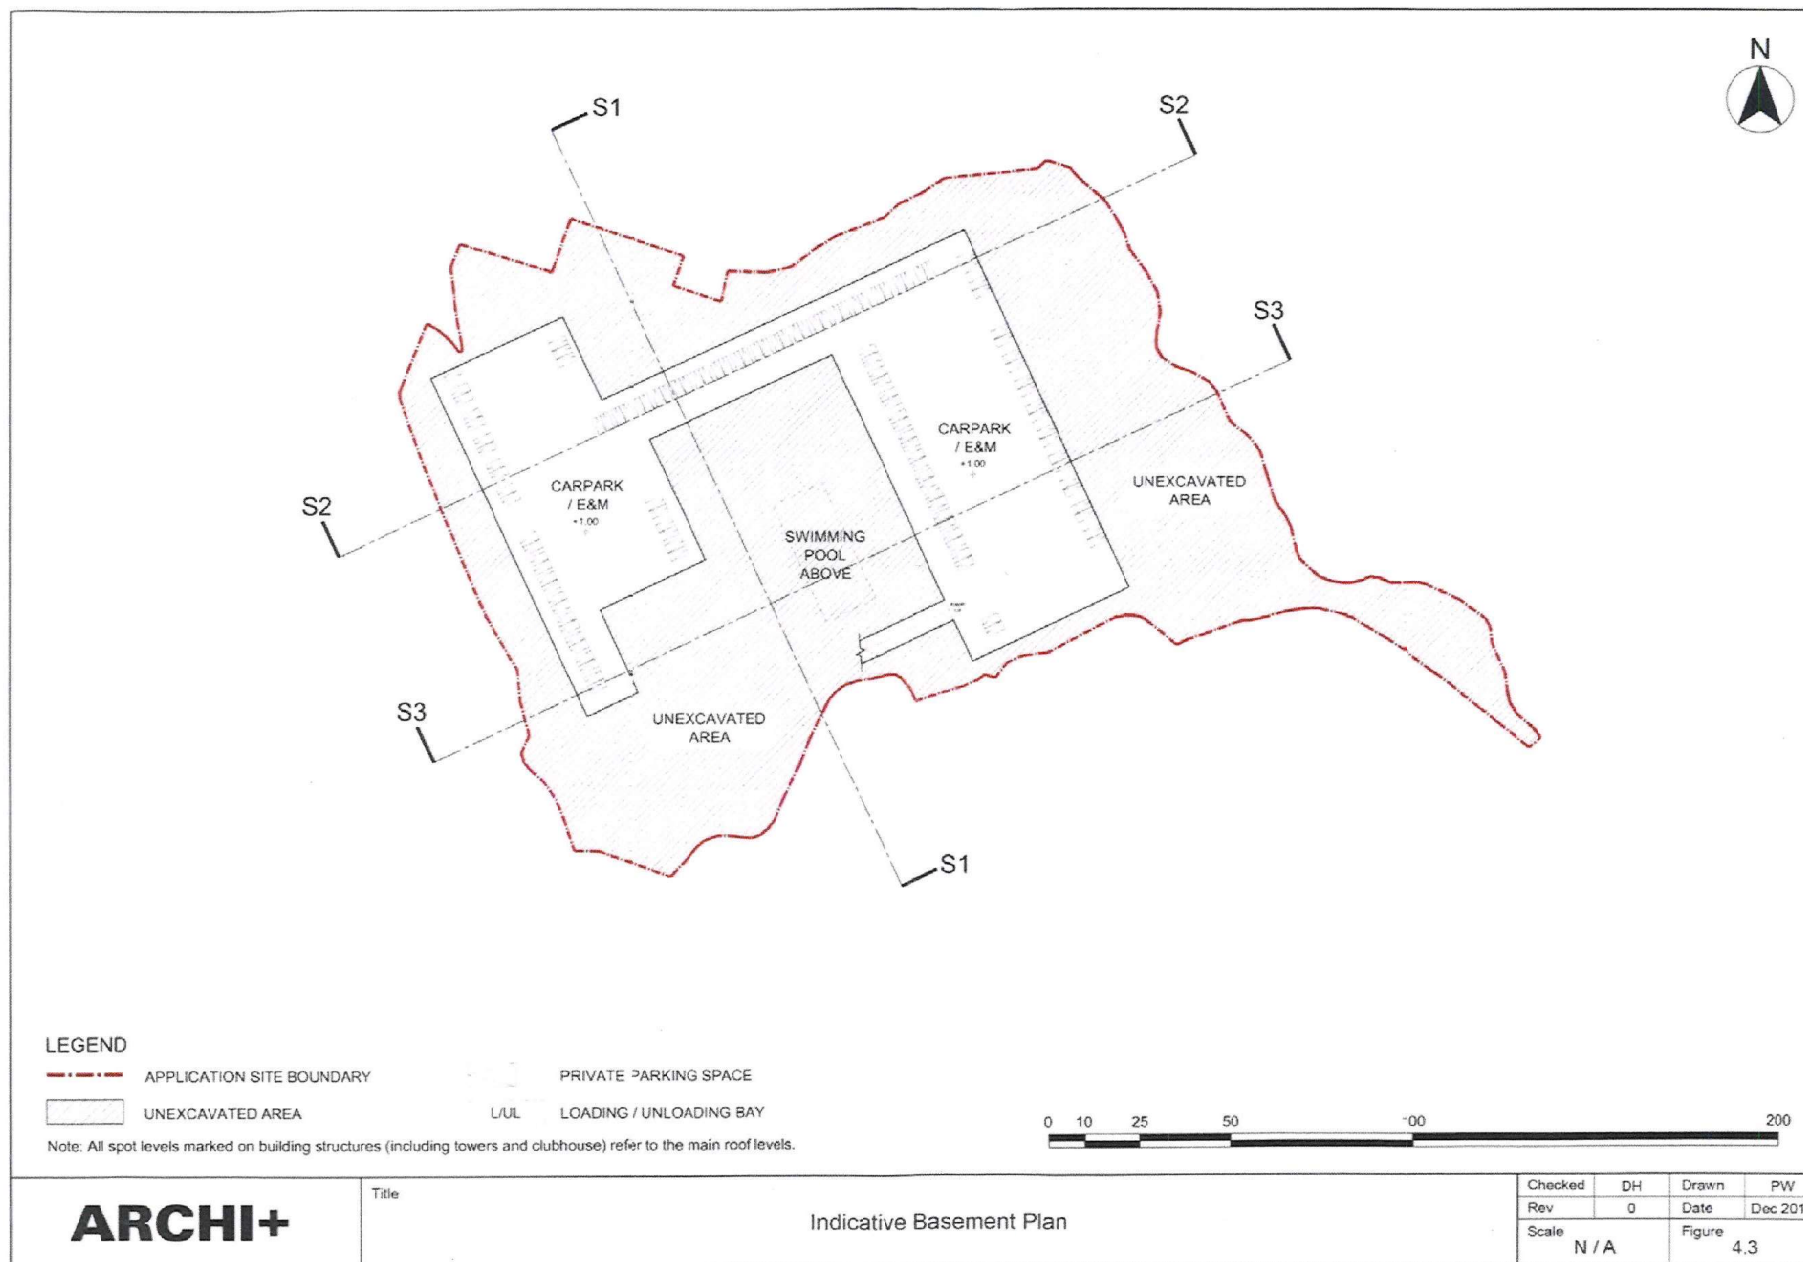 N
S1
S2
S3
CARPARK
/ E&M
+1.00
CARPARK
/ E&M
+1.00
UNEXCAVATED
AREA
S2
SWIMMING
POOL
ABOVE
S3
UNEXCAVATED
AREA
S1
LEGEND
APPLICATION SITE BOUNDARY
PRIVATE PARKING SPACE
UNEXCAVATED AREA
L/UL LOADING / UNLOADING BAY
Note: All spot levels marked on building structures (including towers and clubhouse) refer to the main roof levels.
0 10 25 50 00 200
ARCHI+
Title
Indicative Basement Plan
Checked DH Drawn PW
Rev 0 Date Dec 201
Scale N / A
Figure 4.3